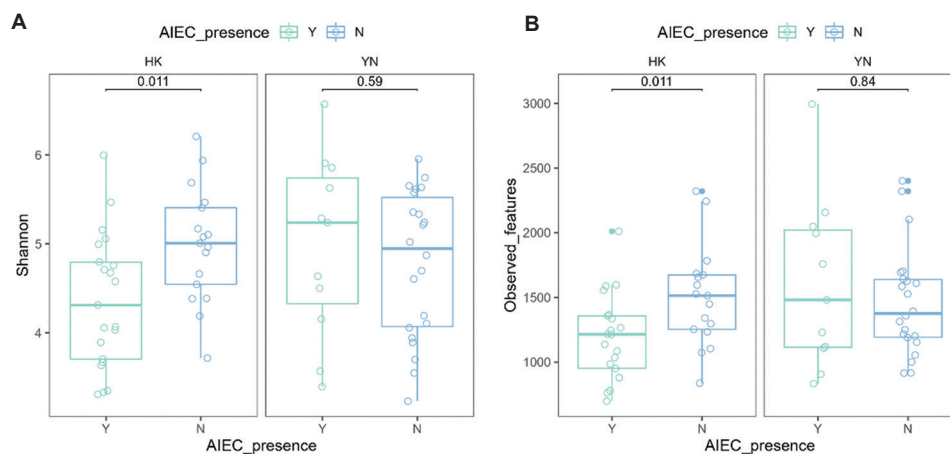 A
AIEC_presence Y N
HK YN
0.011 0.59
6
5
4
Shannon
Y N Y N
AIEC_presence
B
AIEC_presence Y N
HK YN
0.011 0.84
3000
2500
2000
1500
1000
Observed_features
Y N Y N
AIEC_presence